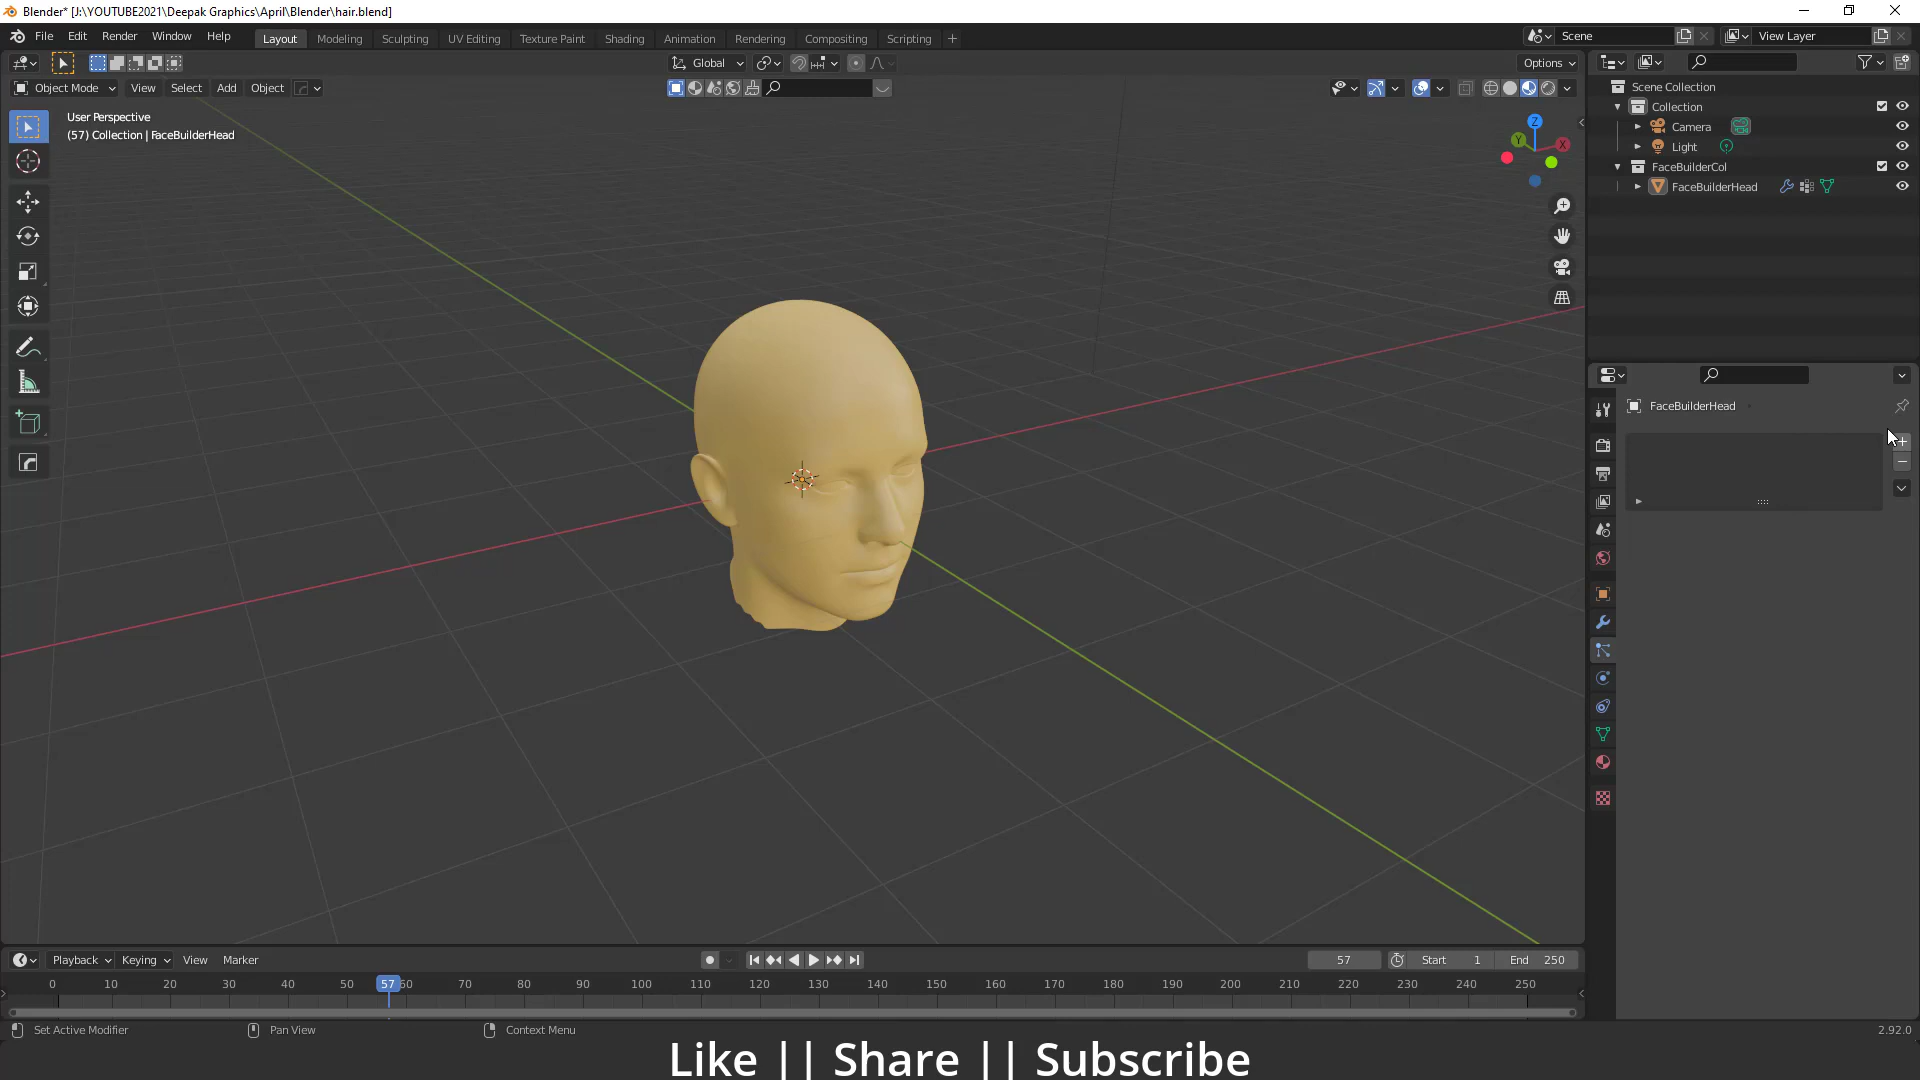 Blender* [J:\YOUTUBE2021\Deepak Graphics\April\Blender\hair.blend]
File Edit Render Window Help Layout Modeling Sculpting UV Editing Texture Paint Shading Animation Rendering Compositing Scripting + Scene View Layer
Global Options
Object Mode View Select Add Object
User Perspective
(57) Collection | FaceBuilderHead
Z
Y
X
Scene Collection
Collection
Camera
Light
FaceBuilderCol
FaceBuilderHead
FaceBuilderHead
Playback Keying View Marker 57 Start 1 End 250
0 10 20 30 40 50 57 60 70 80 90 100 110 120 130 140 150 160 170 180 190 200 210 220 230 240 250
Set Active Modifier Pan View Context Menu 2.92.0
Like || Share || Subscribe